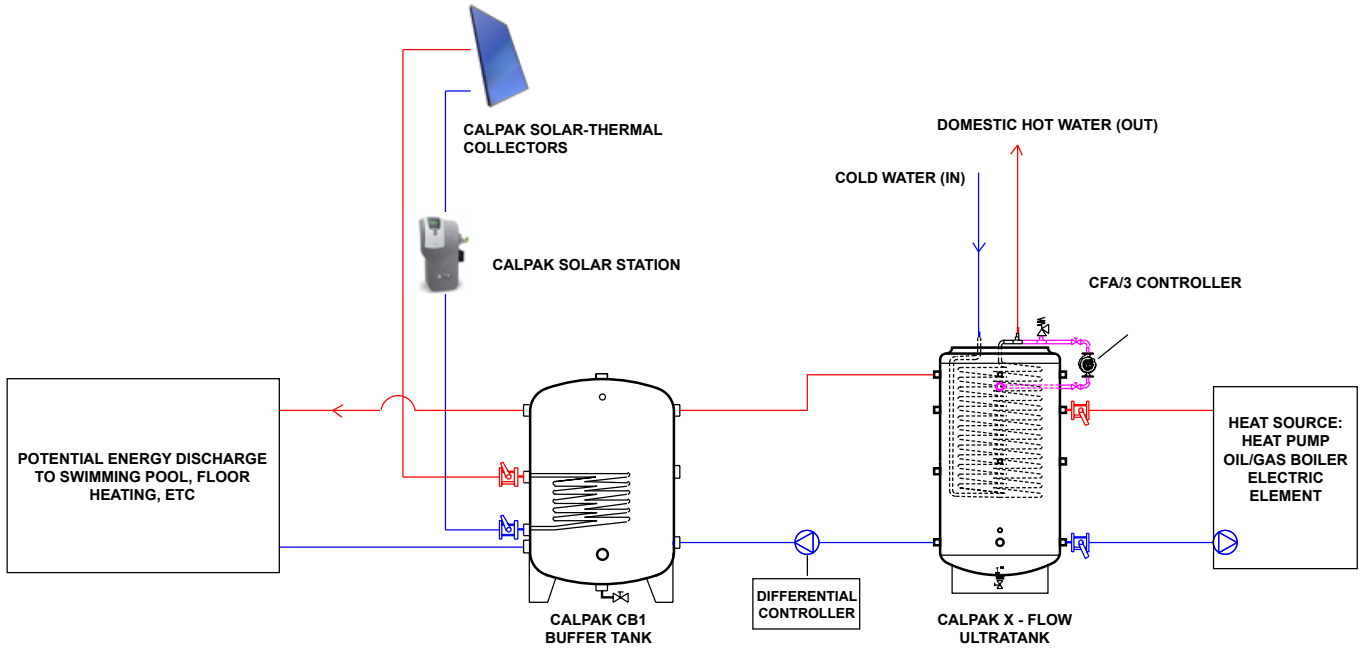 CALPAK SOLAR-THERMAL
COLLECTORS
DOMESTIC HOT WATER (OUT)
COLD WATER (IN)
CALPAK SOLAR STATION
CFA/3 CONTROLLER
POTENTIAL ENERGY DISCHARGE
TO SWIMMING POOL, FLOOR
HEATING, ETC
HEAT SOURCE:
HEAT PUMP
OIL/GAS BOILER
ELECTRIC
ELEMENT
DIFFERENTIAL
CONTROLLER
CALPAK CB1
BUFFER TANK
CALPAK X - FLOW
ULTRATANK